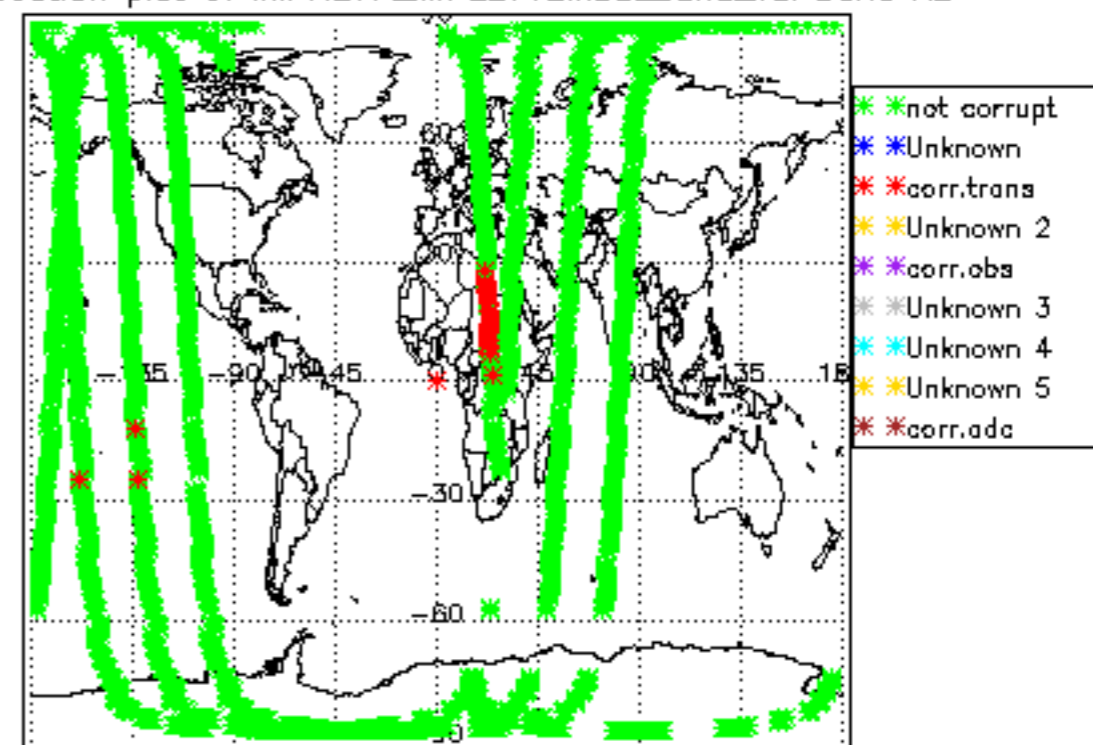 not corrupt
Unknown
corr.trans
Unknown 2
corr.obs
Unknown 3
Unknown 4
Unknown 5
corr.adc
60
-135 -90 -45 45 90 135
-30
-60